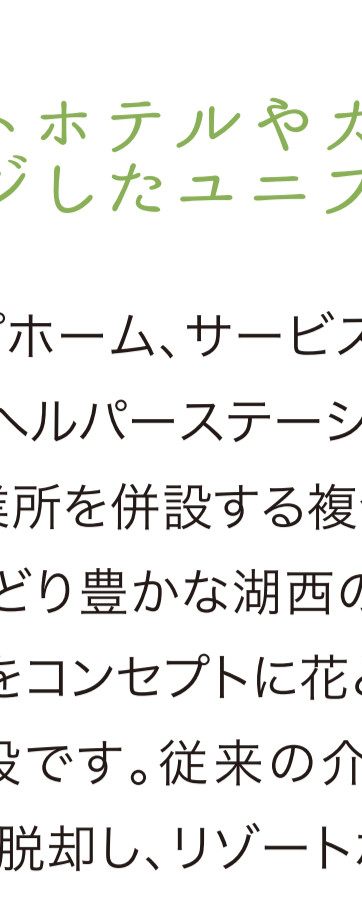 ホテルや
したユニフ
ホーム、サービス
ヘルパーステーシ
業所を併設する複
どり豊かな湖西の
をコンセプトに花と
設です。従来の介
脱却し、リゾート